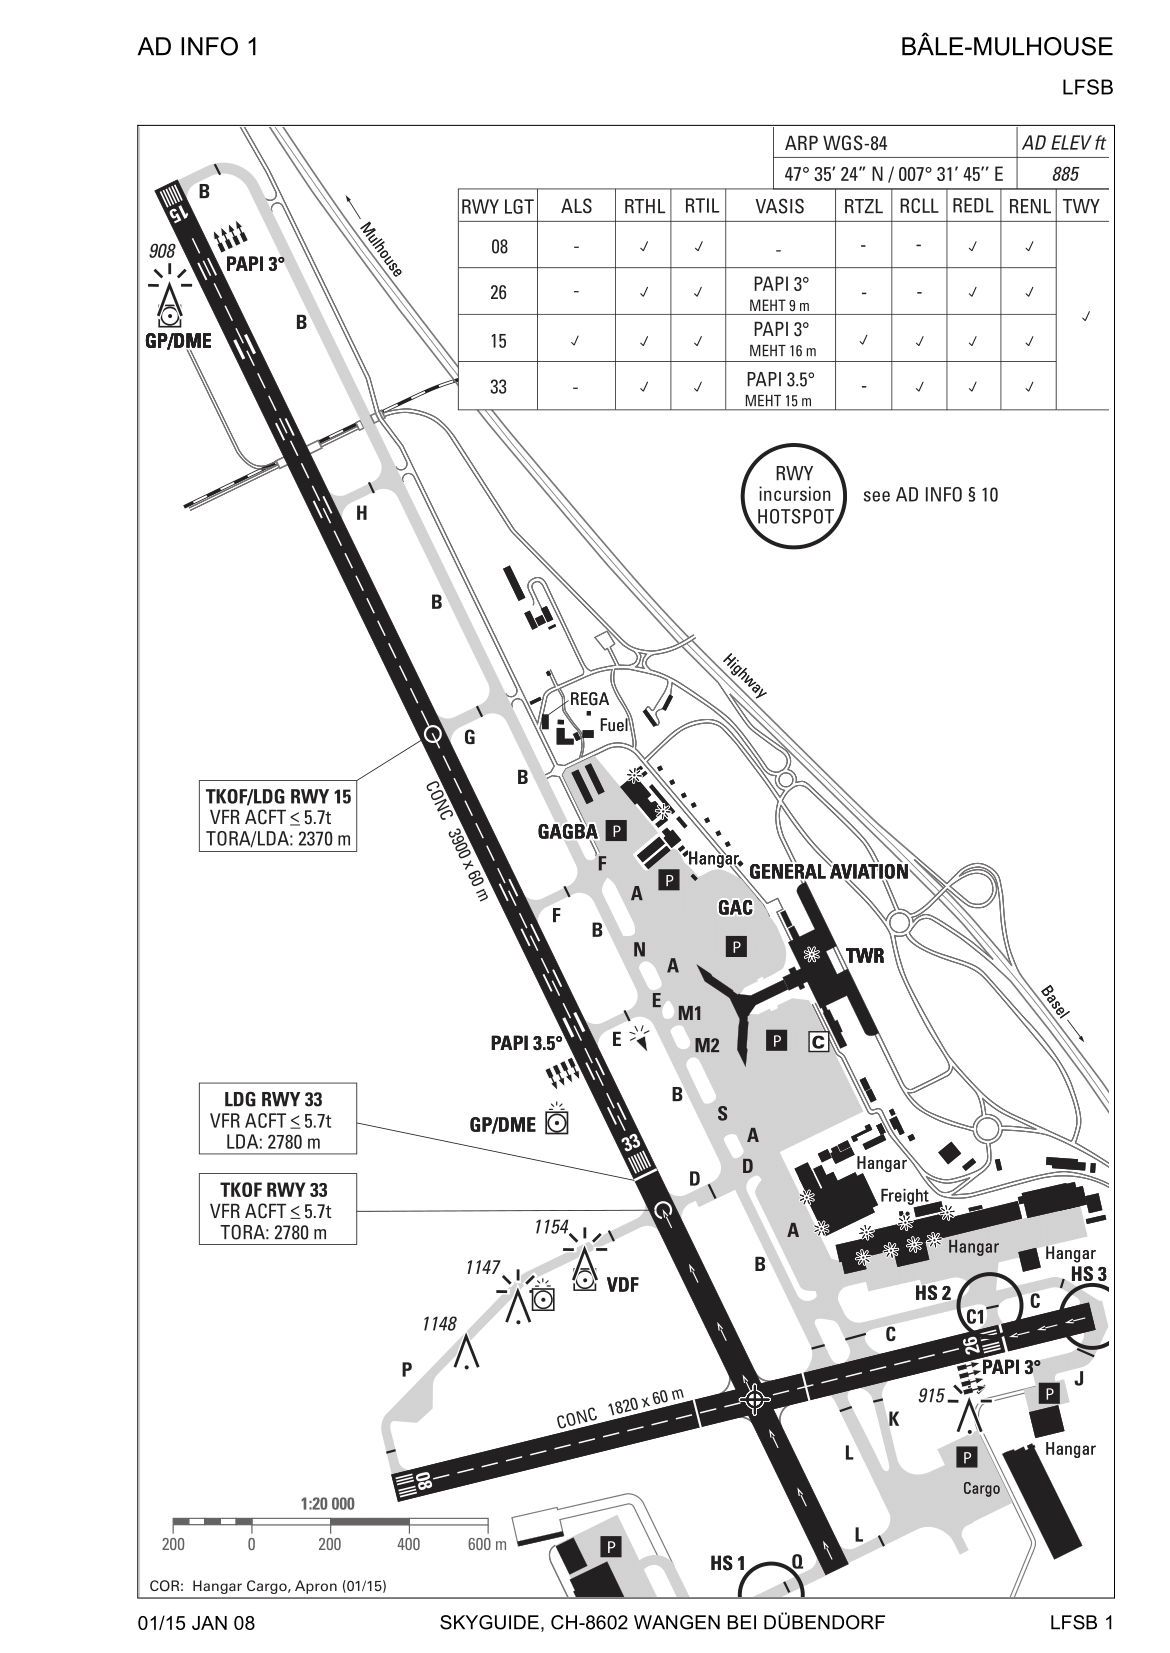 AD INFO 1
BÂLE-MULHOUSE
LFSB
ARP WGS-84 AD ELEV ft
47° 35’ 24” N / 007° 31’ 45’’ E 885
RWY LGT ALS RTHL RTIL VASIS RTZL RCLL REDL RENL TWY
08 - ✓ ✓ - - - ✓ ✓
26 - ✓ ✓ PAPI 3° - - ✓ ✓
MEHT 9 m
✓
15 ✓ ✓ ✓ PAPI 3° ✓ ✓ ✓ ✓
MEHT 16 m
33 - ✓ ✓ PAPI 3.5° - ✓ ✓ ✓
MEHT 15 m
B
15
Mulhouse
908
PAPI 3°
B
GP/DME
RWY
incursion
HOTSPOT
see AD INFO § 10
H
B
Highway
REGA
Fuel
G
B
TKOF/LDG RWY 15
VFR ACFT ≤ 5.7t
TORA/LDA: 2370 m
CONC 3900 x 60 m
GAGBA P
Hangar
F
P
GENERAL AVIATION
A
GAC
F
B
N
P
TWR
A
Basel
E
M1
E
M2
P
C
PAPI 3.5°
B
S
GP/DME
LDG RWY 33
VFR ACFT ≤ 5.7t
LDA: 2780 m
33
A
D
D
Hangar
TKOF RWY 33
VFR ACFT ≤ 5.7t
TORA: 2780 m
Freight
1154
A
Hangar
Hangar
B
1147
VDF
HS 3
HS 2
C
C1
1148
C
26
P
PAPI 3°
J
915
P
CONC 1820 x 60 m
K
L
Hangar
P
08
Cargo
1:20 000
200 0 200 400 600 m
L
P
HS 1
Q
COR: Hangar Cargo, Apron (01/15)
01/15 JAN 08
SKYGUIDE, CH-8602 WANGEN BEI DÜBENDORF
LFSB 1